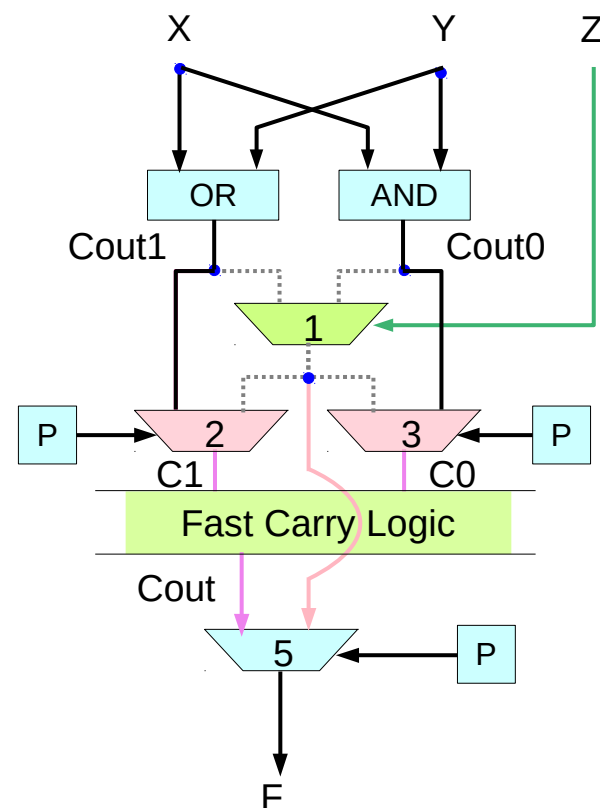 X Y Z
OR AND
Cout1 Cout0
1
P 2 3 P
C1 C0
Fast Carry Logic
Cout
5 P
F